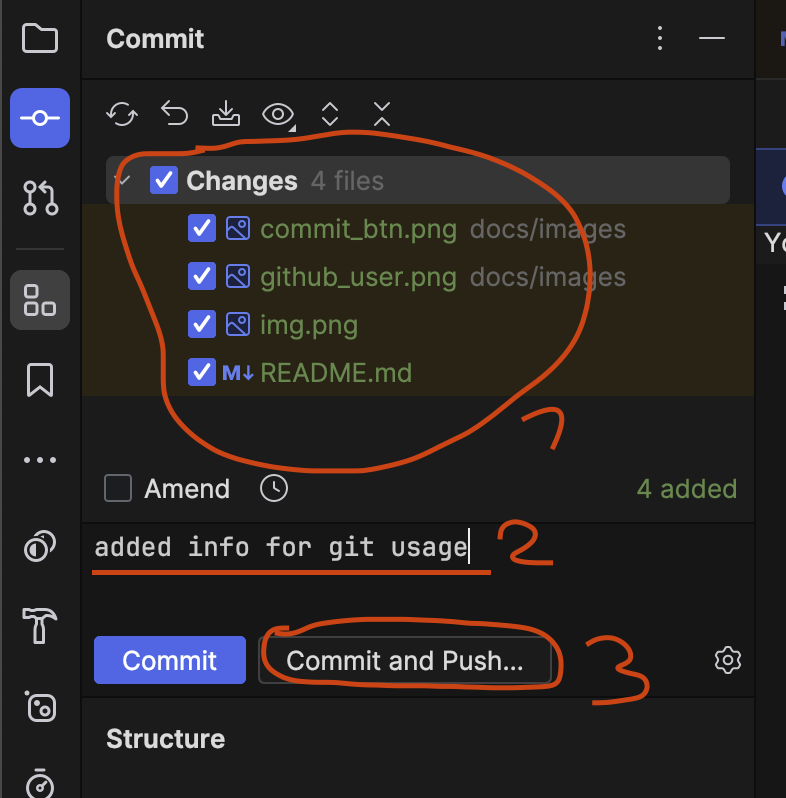 Commit
Changes 4 files
commit_btn.png docs/images
github_user.png docs/images
img.png
M↓ README.md
1
Amend
4 added
added info for git usage
2
Commit
Commit and Push...
3
Structure